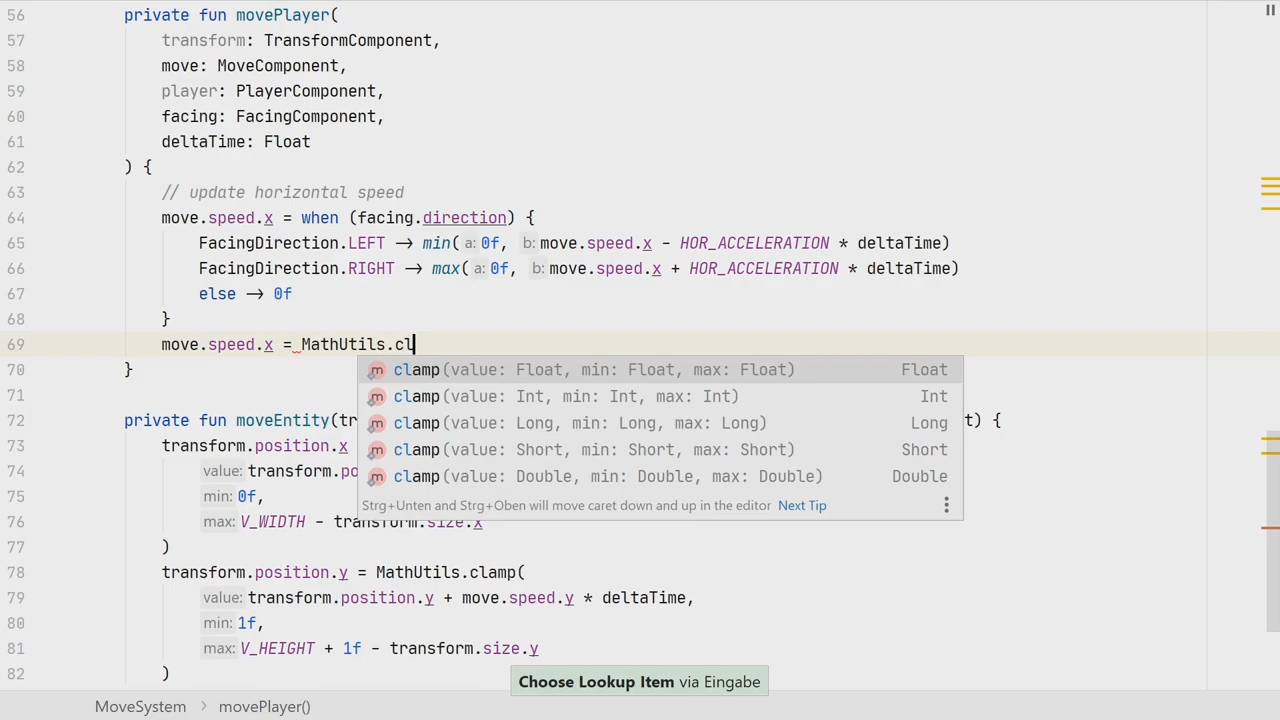 56 private fun movePlayer(
57 transform: TransformComponent,
58 move: MoveComponent,
59 player: PlayerComponent,
60 facing: FacingComponent,
61 deltaTime: Float
62 ) {
63 // update horizontal speed
64 move.speed.x = when (facing.direction) {
65 FacingDirection.LEFT → min( a: 0f, b: move.speed.x - HOR_ACCELERATION * deltaTime)
66 FacingDirection.RIGHT → max( a: 0f, b: move.speed.x + HOR_ACCELERATION * deltaTime)
67 else → 0f
68 }
69 move.speed.x = MathUtils.cl
70 }
clamp(value: Float, min: Float, max: Float) Float
clamp(value: Int, min: Int, max: Int) Int
71
clamp(value: Long, min: Long, max: Long) Long
72 private fun moveEntity(tr t) {
73 transform.position.x
clamp(value: Short, min: Short, max: Short) Short
74 value: transform.po
clamp(value: Double, min: Double, max: Double) Double
75 min: 0f,
Strg+Unten and Strg+Oben will move caret down and up in the editor Next Tip
76 max: V_WIDTH - transform.size.x
77 )
78 transform.position.y = MathUtils.clamp(
79 value: transform.position.y + move.speed.y * deltaTime,
80 min: 1f,
81 max: V_HEIGHT + 1f - transform.size.y
82 )
Choose Lookup Item via Eingabe
MoveSystem > movePlayer()